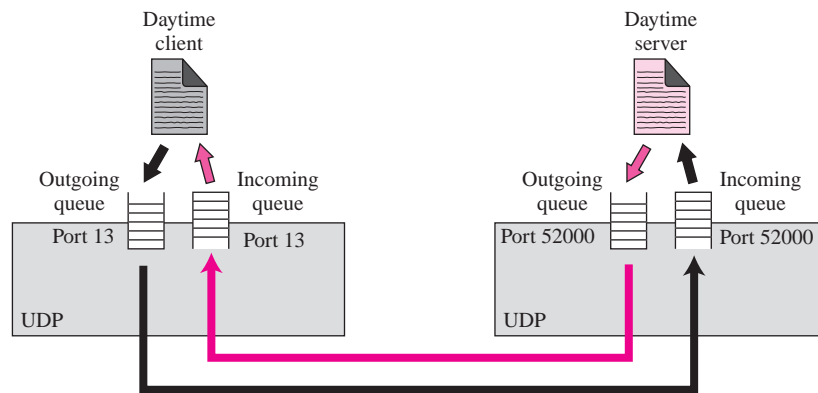 Daytime
client
Daytime
server
Outgoing
queue
Incoming
queue
Outgoing
queue
Incoming
queue
Port 13
Port 13
Port 52000
Port 52000
UDP
UDP